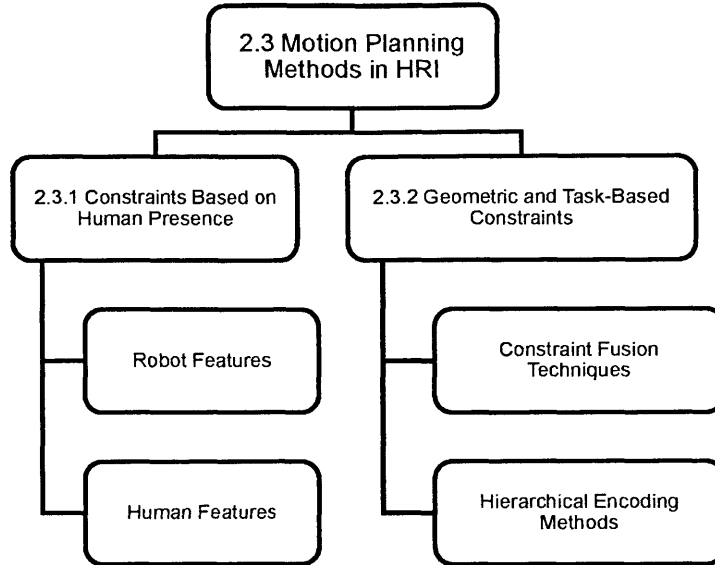 2.3 Motion Planning
Methods in HRI
2.3.1 Constraints Based on
Human Presence
2.3.2 Geometric and Task-Based
Constraints
Robot Features
Constraint Fusion
Techniques
Human Features
Hierarchical Encoding
Methods